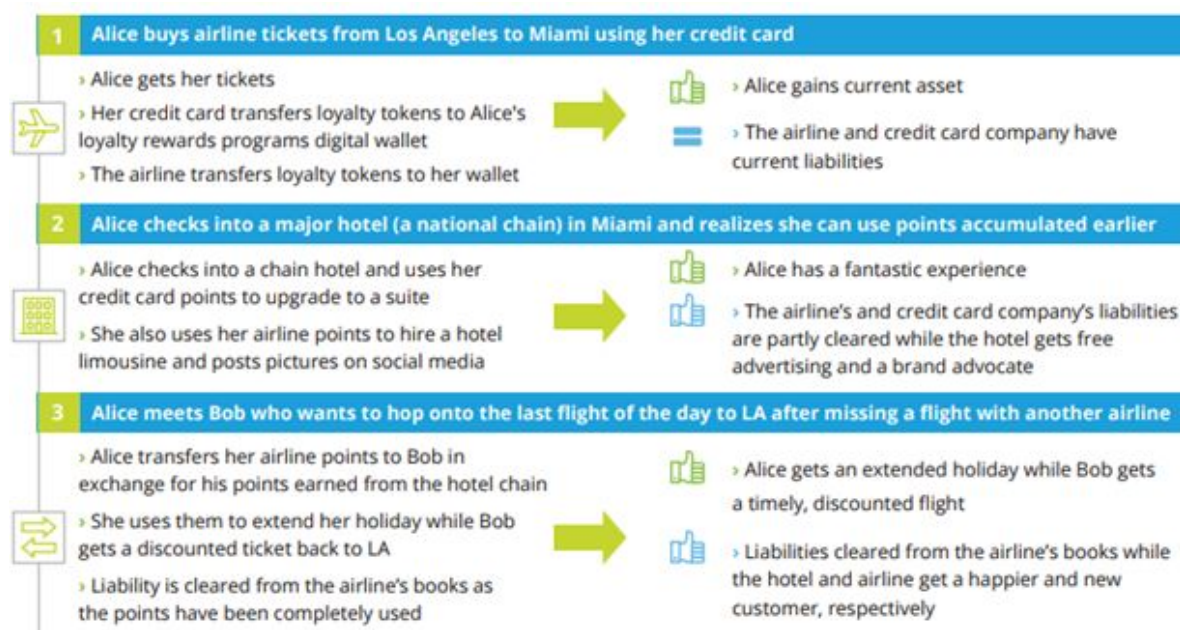 1 Alice buys airline tickets from Los Angeles to Miami using her credit card
› Alice gets her tickets
› Her credit card transfers loyalty tokens to Alice's
loyalty rewards programs digital wallet
› The airline transfers loyalty tokens to her wallet
› Alice gains current asset
› The airline and credit card company have
current liabilities
2 Alice checks into a major hotel (a national chain) in Miami and realizes she can use points accumulated earlier
› Alice checks into a chain hotel and uses her
credit card points to upgrade to a suite
› She also uses her airline points to hire a hotel
limousine and posts pictures on social media
› Alice has a fantastic experience
› The airline's and credit card company's liabilities
are partly cleared while the hotel gets free
advertising and a brand advocate
3 Alice meets Bob who wants to hop onto the last flight of the day to LA after missing a flight with another airline
› Alice transfers her airline points to Bob in
exchange for his points earned from the hotel chain
› She uses them to extend her holiday while Bob
gets a discounted ticket back to LA
› Liability is cleared from the airline's books as
the points have been completely used
› Alice gets an extended holiday while Bob gets
a timely, discounted flight
› Liabilities cleared from the airline's books while
the hotel and airline get a happier and new
customer, respectively